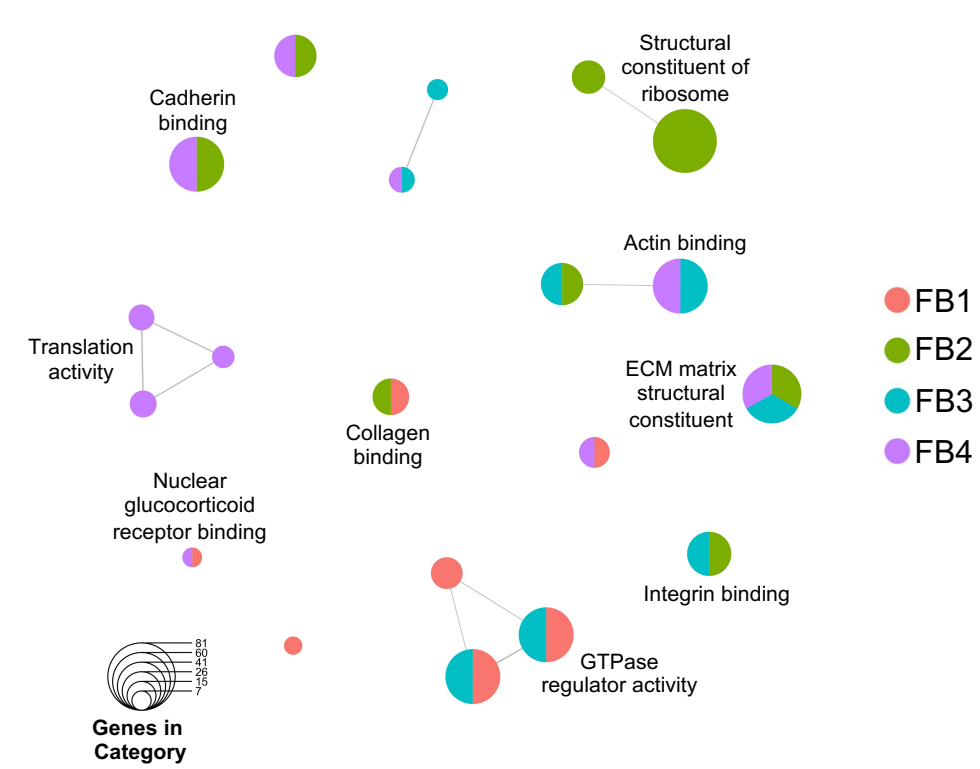 Structural
constituent of
ribosome
Cadherin
binding
Actin binding
FB1
FB2
FB3
FB4
Translation
activity
ECM matrix
structural
constituent
Collagen
binding
Nuclear
glucocorticoid
receptor binding
Integrin binding
GTPase
regulator activity
81
60
41
26
15
7
Genes in
Category